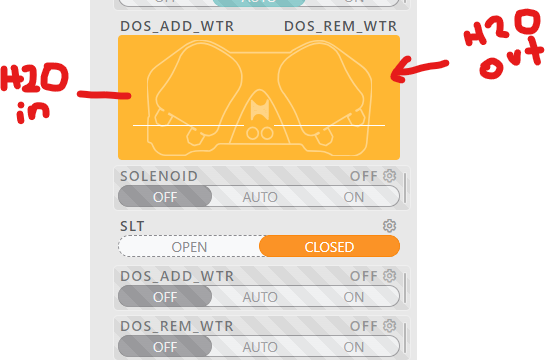 AUTO
DOS_ADD_WTR DOS_REM_WTR
H2O
out
H2O
in
SOLENOID OFF
OFF AUTO ON
SLT
OPEN CLOSED
DOS_ADD_WTR OFF
OFF AUTO ON
DOS_REM_WTR OFF
OFF AUTO ON